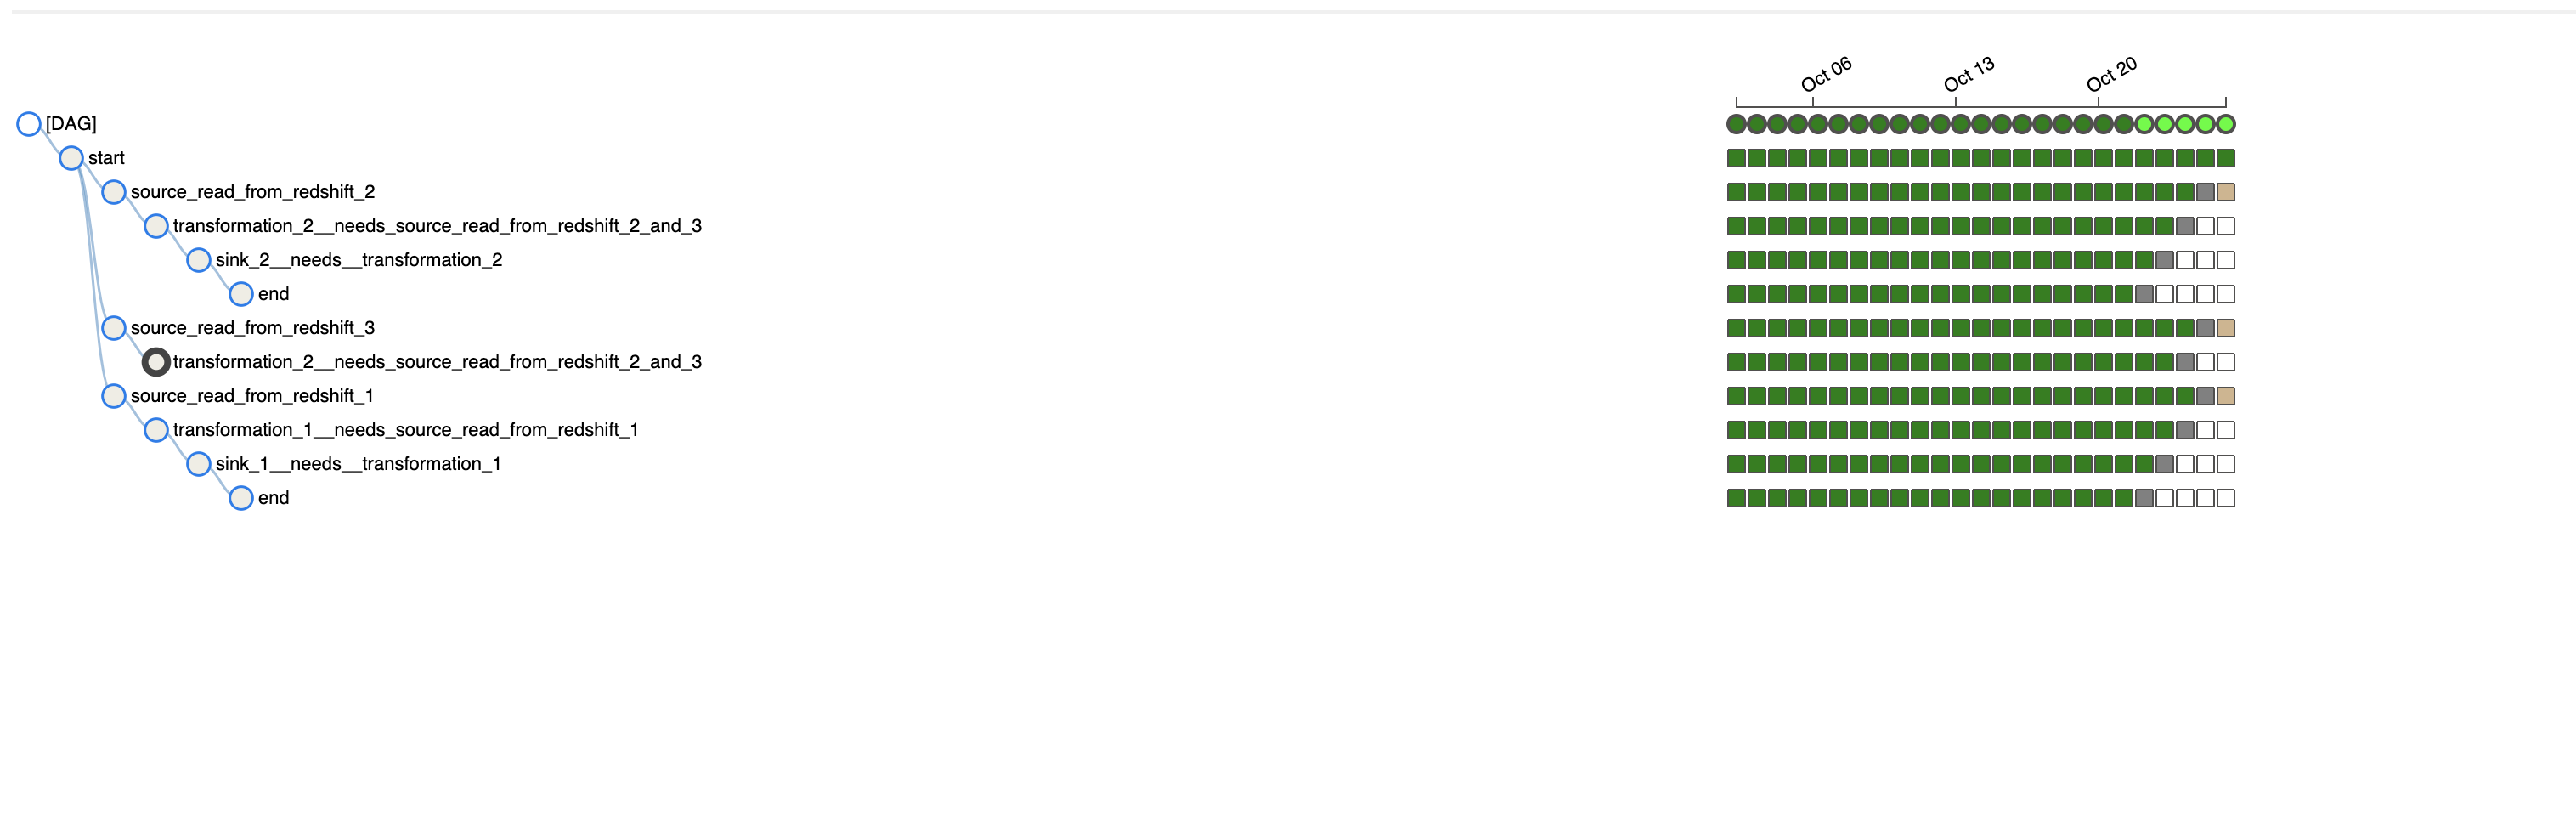 Oct 06
Oct 13
Oct 20
[DAG]
start
source_read_from_redshift_2
transformation_2__needs_source_read_from_redshift_2_and_3
sink_2__needs__transformation_2
end
source_read_from_redshift_3
transformation_2__needs_source_read_from_redshift_2_and_3
source_read_from_redshift_1
transformation_1__needs_source_read_from_redshift_1
sink_1__needs__transformation_1
end